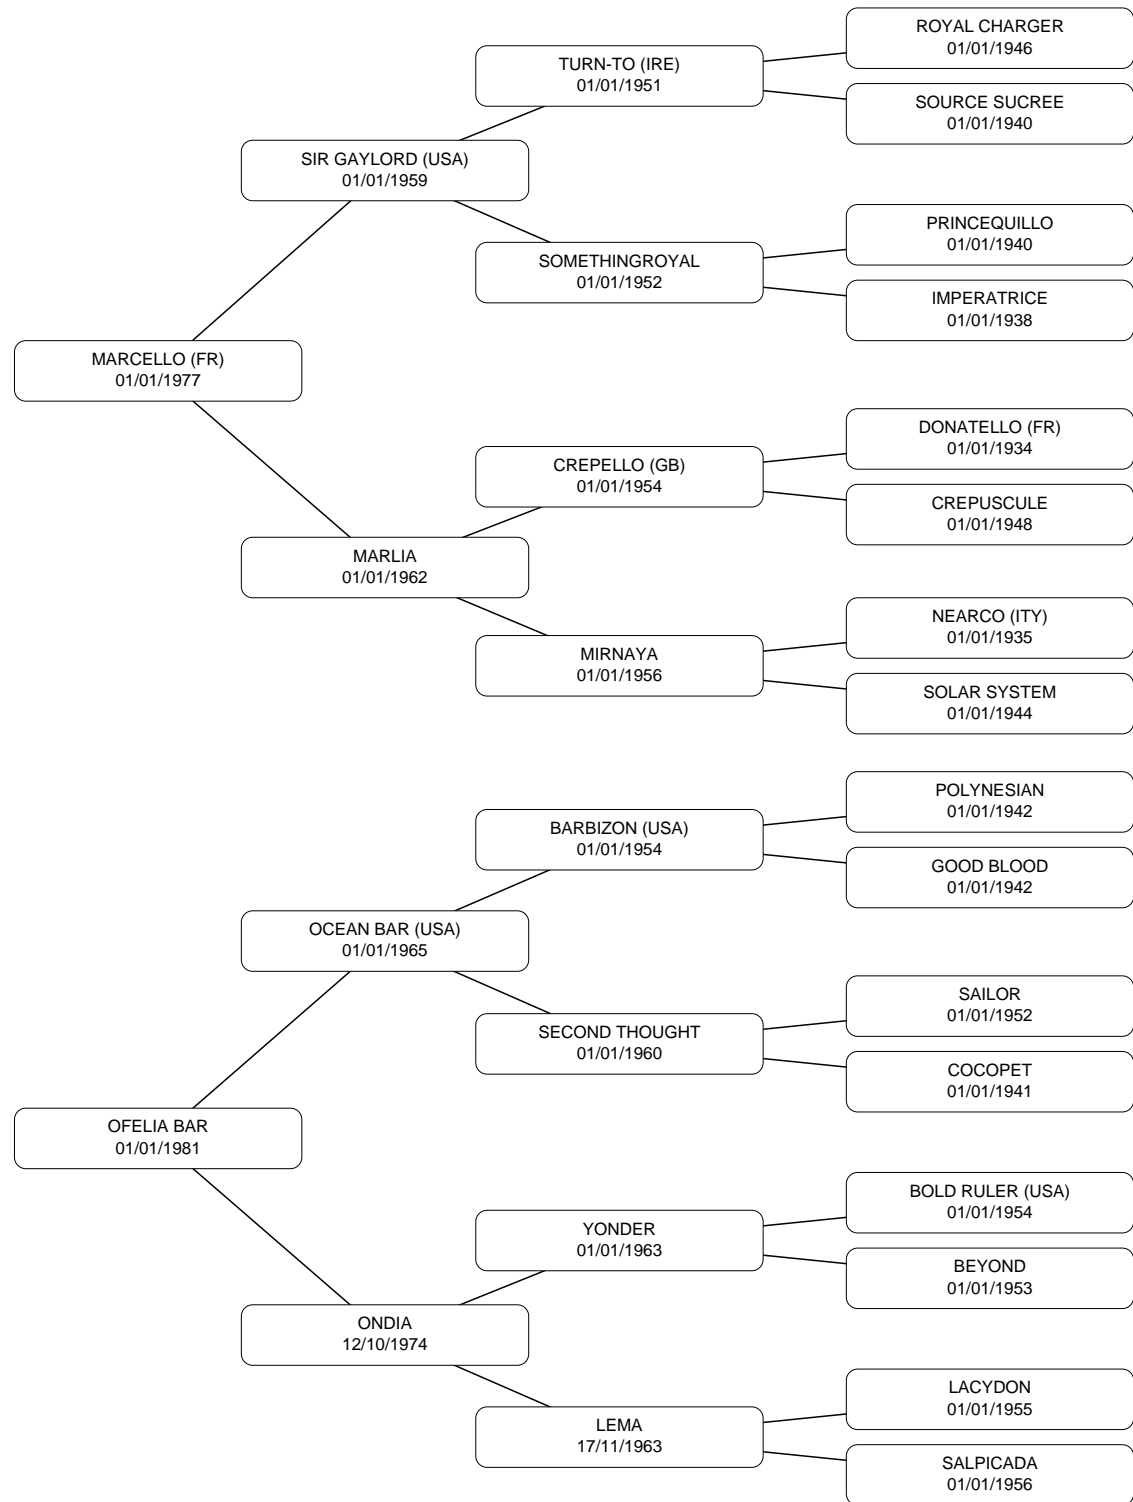 ROYAL CHARGER
01/01/1946
TURN-TO (IRE)
01/01/1951
SOURCE SUCREE
01/01/1940
SIR GAYLORD (USA)
01/01/1959
PRINCEQUILLO
01/01/1940
SOMETHINGROYAL
01/01/1952
IMPERATRICE
01/01/1938
MARCELLO (FR)
01/01/1977
DONATELLO (FR)
01/01/1934
CREPELLO (GB)
01/01/1954
CREPUSCULE
01/01/1948
MARLIA
01/01/1962
NEARCO (ITY)
01/01/1935
MIRNAYA
01/01/1956
SOLAR SYSTEM
01/01/1944
POLYNESIAN
01/01/1942
BARBIZON (USA)
01/01/1954
GOOD BLOOD
01/01/1942
OCEAN BAR (USA)
01/01/1965
SAILOR
01/01/1952
SECOND THOUGHT
01/01/1960
COCOPET
01/01/1941
OFELIA BAR
01/01/1981
BOLD RULER (USA)
01/01/1954
YONDER
01/01/1963
BEYOND
01/01/1953
ONDIA
12/10/1974
LACYDON
01/01/1955
LEMA
17/11/1963
SALPICADA
01/01/1956